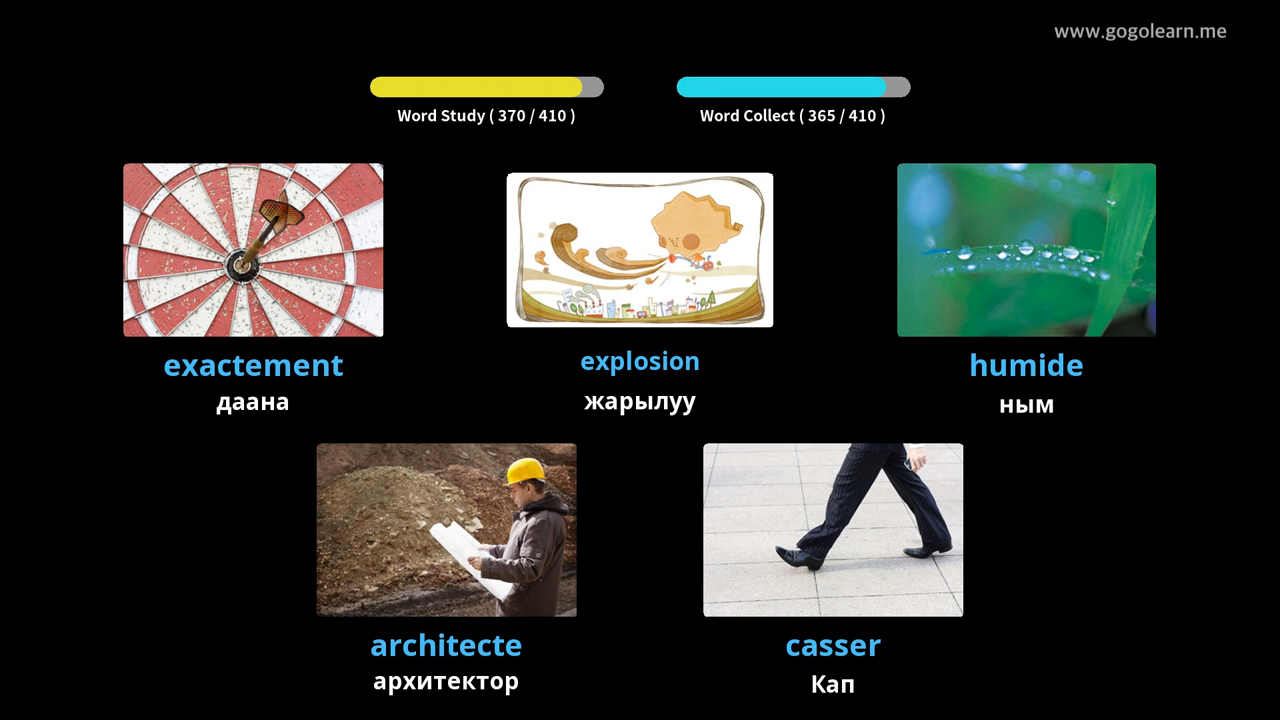 www.gogolearn.me
Word Study ( 370 / 410 )
Word Collect ( 365 / 410 )
exactement
даана
explosion
жарылуу
humide
ным
architecte
архитектор
casser
Кап